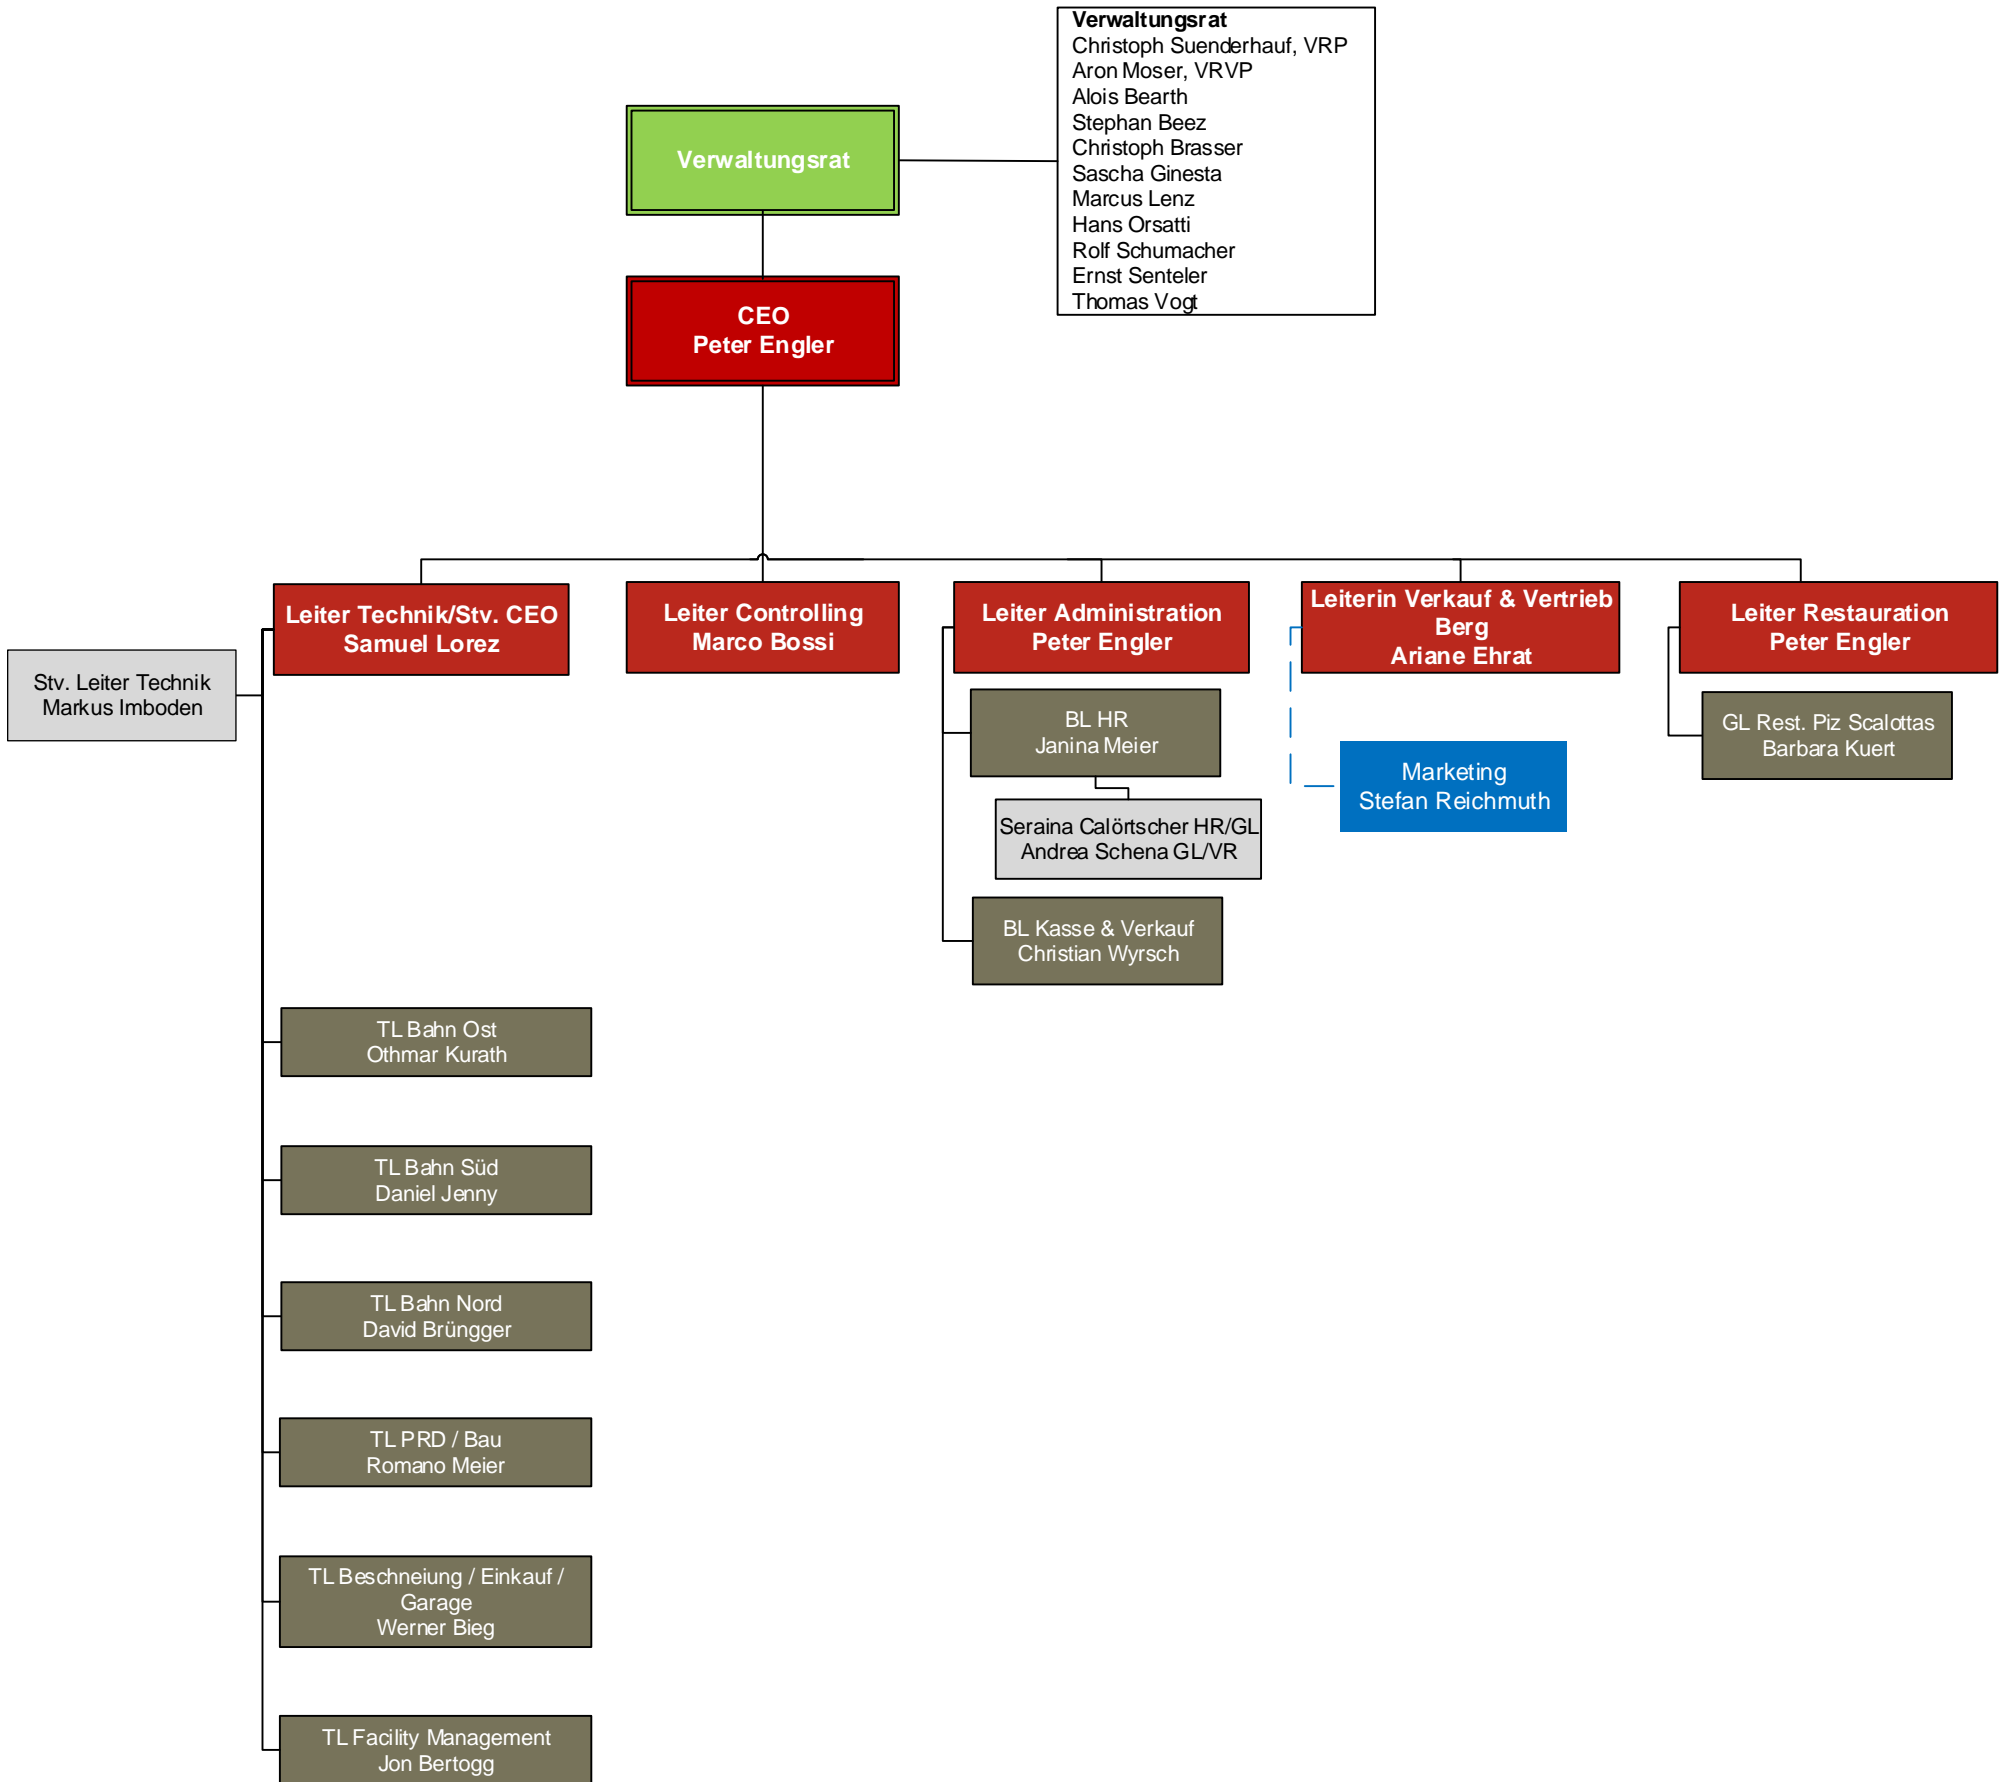 Verwaltungsrat
Christoph Suenderhauf, VRP
Aron Moser, VRVP
Alois Bearth
Stephan Beez
Christoph Brasser
Sascha Ginesta
Marcus Lenz
Hans Orsatti
Rolf Schumacher
Ernst Senteler
Thomas Vogt
Verwaltungsrat
CEO
Peter Engler
Leiter Technik/Stv. CEO
Samuel Lorez
Leiter Controlling
Marco Bossi
Leiter Administration
Peter Engler
Leiterin Verkauf & Vertrieb
Berg
Ariane Ehrat
Leiter Restauration
Peter Engler
Stv. Leiter Technik
Markus Imboden
BL HR
Janina Meier
GL Rest. Piz Scalottas
Barbara Kuert
Marketing
Stefan Reichmuth
Seraina Calörtscher HR/GL
Andrea Schena GL/VR
BL Kasse & Verkauf
Christian Wyrsch
TL Bahn Ost
Othmar Kurath
TL Bahn Süd
Daniel Jenny
TL Bahn Nord
David Brüngger
TL PRD / Bau
Romano Meier
TL Beschneiung / Einkauf /
Garage
Werner Bieg
TL Facility Management
Jon Bertogg